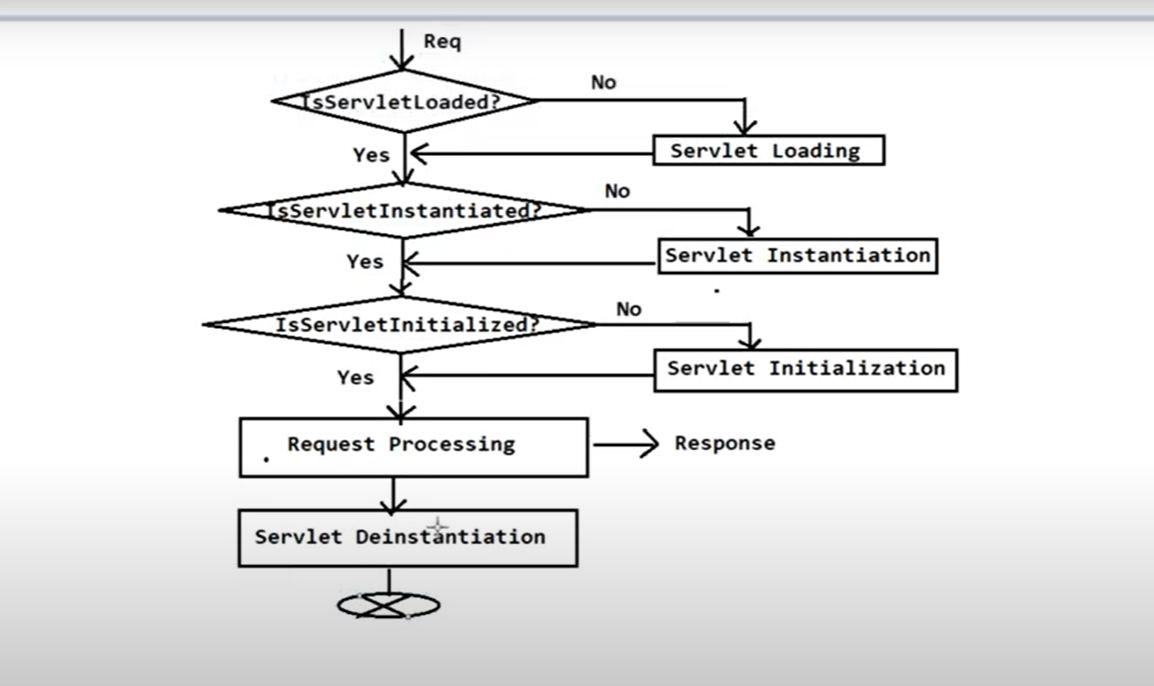 Req
IsServletLoaded?
No
Servlet Loading
Yes
IsServletInstantiated?
No
Servlet Instantiation
Yes
IsServletInitialized?
No
Servlet Initialization
Yes
Request Processing
Response
Servlet Deinstantiation